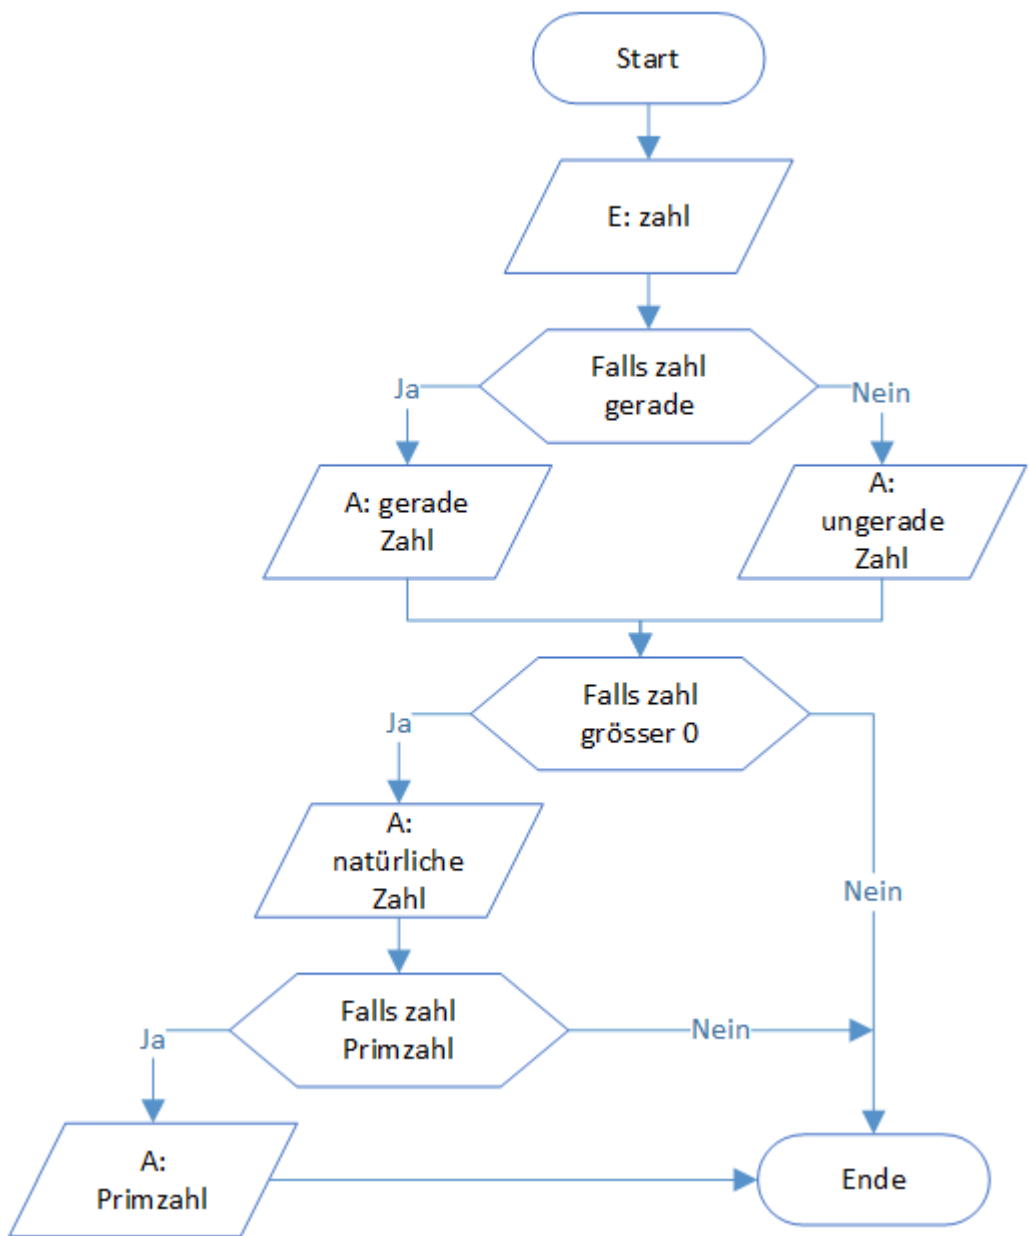 Start
E: zahl
Falls zahl
gerade
Ja
Nein
A: gerade
Zahl
A:
ungerade
Zahl
Falls zahl
grösser 0
Ja
A:
natürliche
Zahl
Nein
Falls zahl
Primzahl
Ja
Nein
A:
Primzahl
Ende